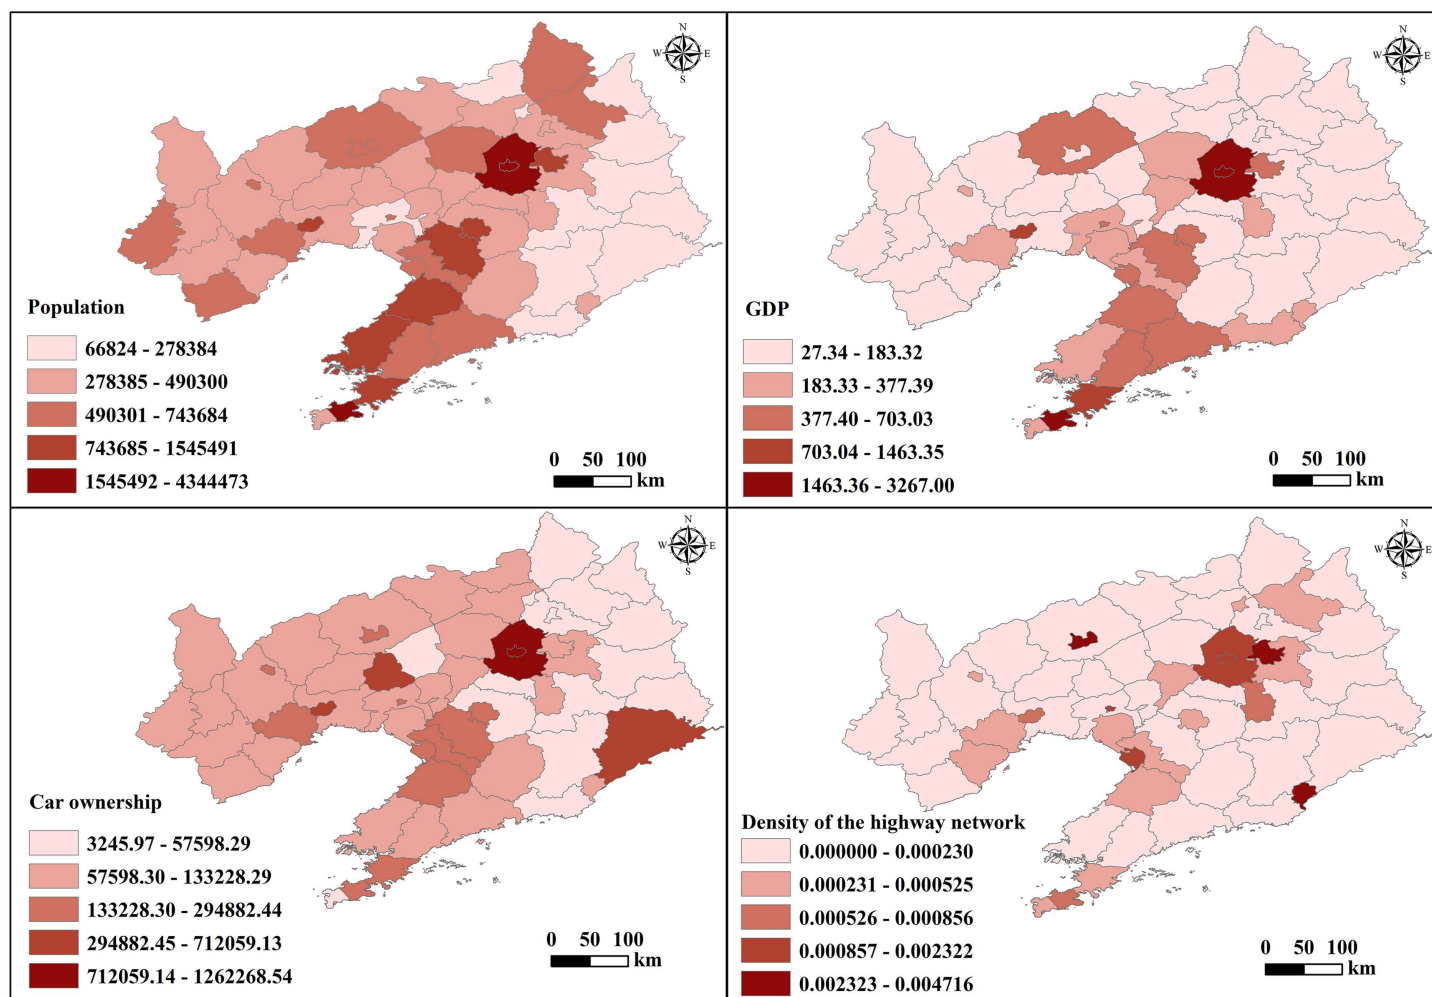 N
W E
S
Population
66824 - 278384
278385 - 490300
490301 - 743684
743685 - 1545491
1545492 - 4344473
0 50 100
km
N
W E
S
GDP
27.34 - 183.32
183.33 - 377.39
377.40 - 703.03
703.04 - 1463.35
1463.36 - 3267.00
0 50 100
km
N
W E
S
Car ownership
3245.97 - 57598.29
57598.30 - 133228.29
133228.30 - 294882.44
294882.45 - 712059.13
712059.14 - 1262268.54
0 50 100
km
N
W E
S
Density of the highway network
0.000000 - 0.000230
0.000231 - 0.000525
0.000526 - 0.000856
0.000857 - 0.002322
0.002323 - 0.004716
0 50 100
km